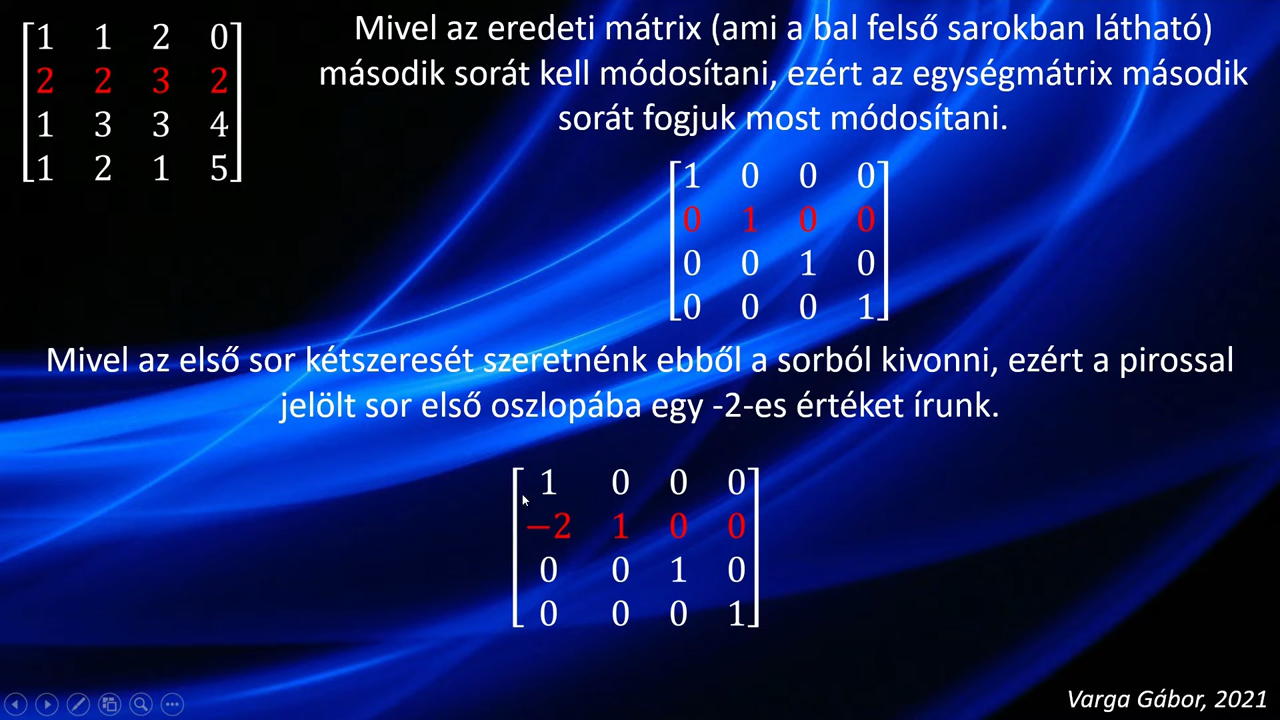 1 1 2 0
2 2 3 2
1 3 3 4
1 2 1 5
Mivel az eredeti mátrix (ami a bal felső sarokban látható)
második sorát kell módosítani, ezért az egységmátrix második
sorát fogjuk most módosítani.
1 0 0 0
0 1 0 0
0 0 1 0
0 0 0 1
Mivel az első sor kétszeresét szeretnénk ebből a sorból kivonni, ezért a pirossal
jelölt sor első oszlopába egy -2-es értéket írunk.
1 0 0 0
−2 1 0 0
0 0 1 0
0 0 0 1
Varga Gábor, 2021